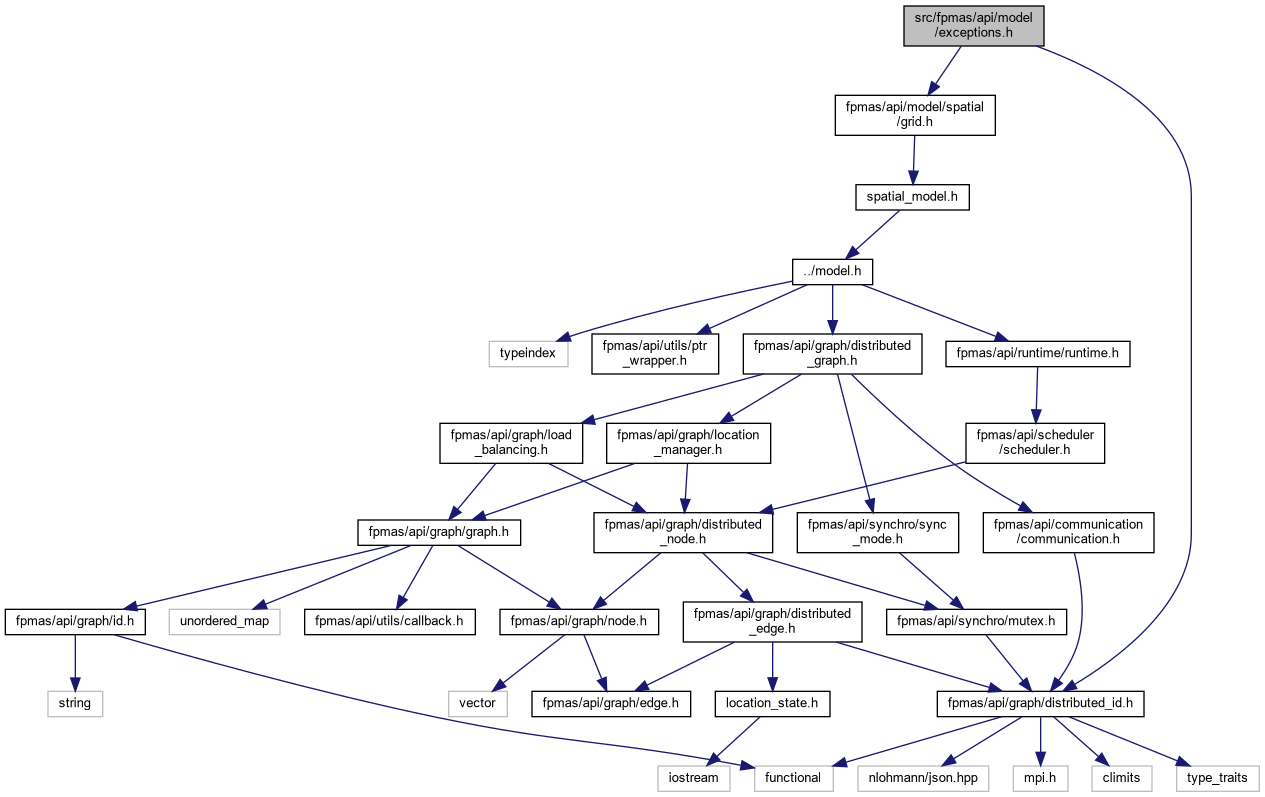 src/fpmas/api/model
/exceptions.h
fpmas/api/model/spatial
/grid.h
spatial_model.h
../model.h
typeindex
fpmas/api/utils/ptr
_wrapper.h
fpmas/api/graph/distributed
_graph.h
fpmas/api/runtime/runtime.h
fpmas/api/graph/load
_balancing.h
fpmas/api/graph/location
_manager.h
fpmas/api/scheduler
/scheduler.h
fpmas/api/graph/graph.h
fpmas/api/graph/distributed
_node.h
fpmas/api/synchro/sync
_mode.h
fpmas/api/communication
/communication.h
fpmas/api/graph/id.h
unordered_map
fpmas/api/utils/callback.h
fpmas/api/graph/node.h
fpmas/api/graph/distributed
_edge.h
fpmas/api/synchro/mutex.h
string
vector
fpmas/api/graph/edge.h
location_state.h
fpmas/api/graph/distributed_id.h
iostream
functional
nlohmann/json.hpp
mpi.h
climits
type_traits